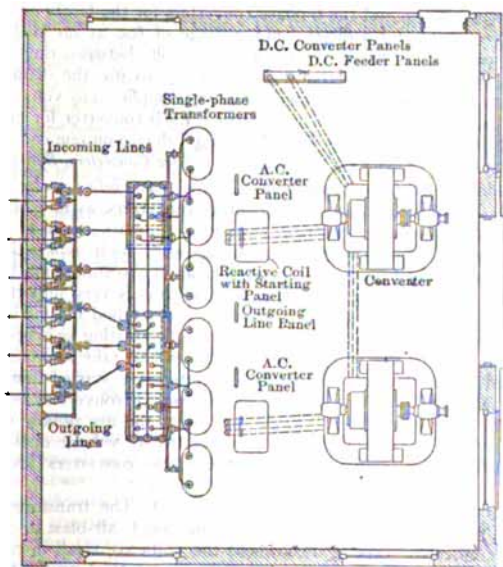 D.C. Converter Panels
D.C. Feeder Panels
Single-phase
Transformers
Incoming Lines
A.C.
Converter
Panel
Reactive Coil
with Starting
Panel
Converter
Outgoing
Line Panel
A.C.
Converter
Panel
Outgoing
Lines